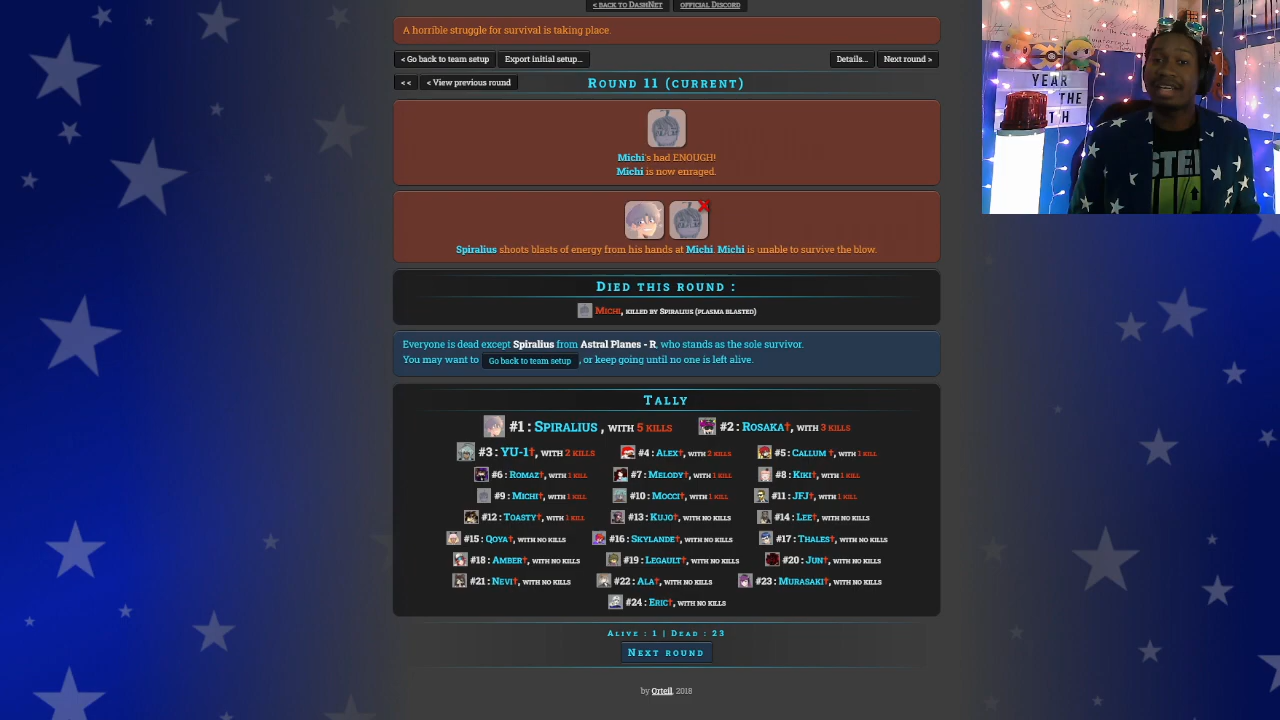 < back to DashNet
official Discord
A horrible struggle for survival is taking place.
< Go back to team setup
Export initial setup...
Details...
Next round >
<<
< View previous round
Round 11 (current)
Michi's had ENOUGH!
Michi is now enraged.
Spiralius shoots blasts of energy from his hands at Michi. Michi is unable to survive the blow.
Died this round :
Michi, killed by Spiralius (plasma blasted)
Everyone is dead except Spiralius from Astral Planes - R, who stands as the sole survivor.
You may want to Go back to team setup, or keep going until no one is left alive.
Tally
#1 : Spiralius , with 5 kills
#2 : Rosaka†, with 3 kills
#3 : YU-1†, with 2 kills
#4 : Alex†, with 2 kills
#5 : Callum †, with 1 kill
#6 : Romaz†, with 1 kill
#7 : Melody†, with 1 kill
#8 : Kiki†, with 1 kill
#9 : Michi†, with 1 kill
#10 : Mocci†, with 1 kill
#11 : JFJ†, with 1 kill
#12 : Toasty†, with 1 kill
#13 : Kujo†, with no kills
#14 : Lee†, with no kills
#15 : Qoya†, with no kills
#16 : Skylande†, with no kills
#17 : Thales†, with no kills
#18 : Amber†, with no kills
#19 : Legault†, with no kills
#20 : Jun†, with no kills
#21 : Nevi†, with no kills
#22 : Ala†, with no kills
#23 : Murasaki†, with no kills
#24 : Eric†, with no kills
Alive : 1 | Dead : 23
Next round
by Orteil, 2018
YEAR
THE
TH